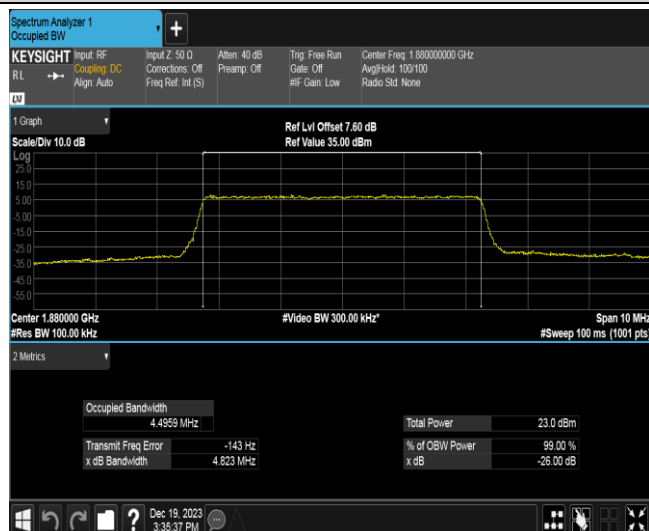 Spectrum Analyzer 1
Occupied BW
+
KEYSIGHT Input: RF Input Z: 50 Ω Atten: 40 dB Trig: Free Run Center Freq: 1.880000000 GHz
RL Coupling: DC Corrections: Off Preamp: Off Gate: Off Avg|Hold: 100/100
Align: Auto Freq Ref: Int (S) #IF Gain: Low Radio Std: None
LXI
1 Graph
Ref Lvl Offset 7.60 dB
Scale/Div 10.0 dB Ref Value 35.00 dBm
Log
25.0
15.0
5.00
-5.00
-15.0
-25.0
-35.0
-45.0
-55.0
Center 1.880000 GHz #Video BW 300.00 kHz* Span 10 MHz
#Res BW 100.00 kHz #Sweep 100 ms (1001 pts)
2 Metrics
Occupied Bandwidth
4.4959 MHz Total Power 23.0 dBm
Transmit Freq Error -143 Hz % of OBW Power 99.00 %
x dB Bandwidth 4.823 MHz x dB -26.00 dB
? Dec 19, 2023
3:35:37 PM